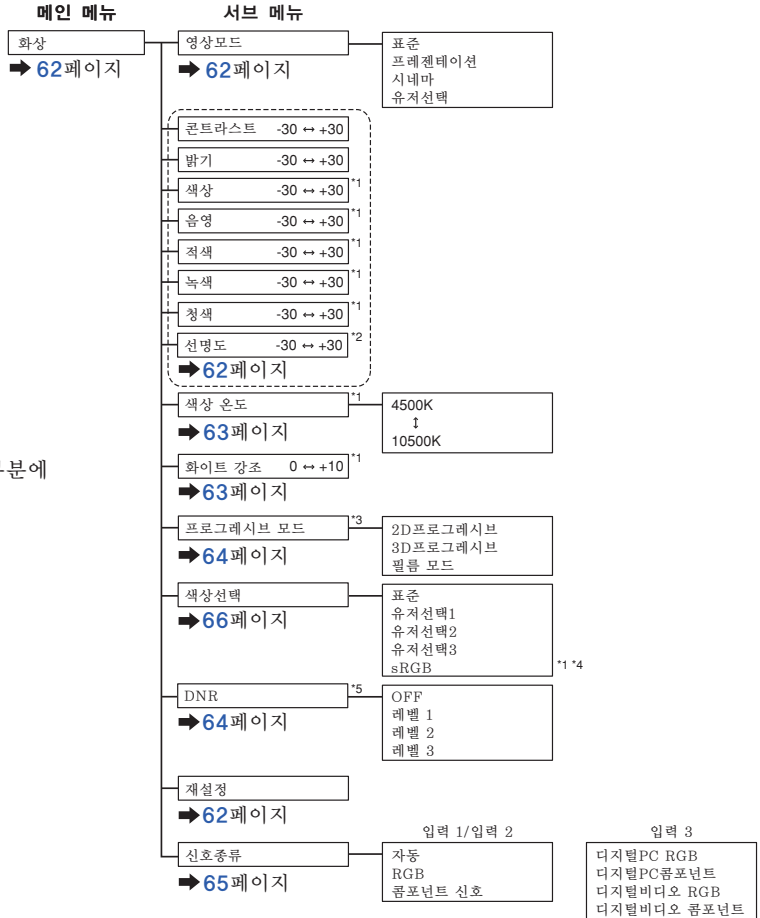 메인 메뉴 서브 메뉴
화상 영상모드 표준
➡ 62페이지 ➡ 62페이지 프레젠테이션
시네마
유저선택
콘트라스트 -30 ↔ +30
밝기 -30 ↔ +30
색상 -30 ↔ +30 *1
음영 -30 ↔ +30 *1
적색 -30 ↔ +30 *1
녹색 -30 ↔ +30 *1
청색 -30 ↔ +30 *1
선명도 -30 ↔ +30 *2
➡62페이지
색상 온도 *1 4500K
↕
➡63페이지 10500K
분에
화이트 강조 0 ↔ +10 *1
➡63페이지
프로그레시브 모드 *3 2D프로그레시브
➡64페이지 3D프로그레시브
필름 모드
색상선택 표준
➡66페이지 유저선택1
유저선택2
유저선택3
sRGB *1 *4
DNR *5 OFF
➡64페이지 레벨 1
레벨 2
레벨 3
재설정
➡62페이지
입력 1/입력 2 입력 3
신호종류 자동 디지털PC RGB
➡65페이지 RGB 디지털PC콤포넌트
콤포넌트 신호 디지털비디오 RGB
디지털비디오 콤포넌트